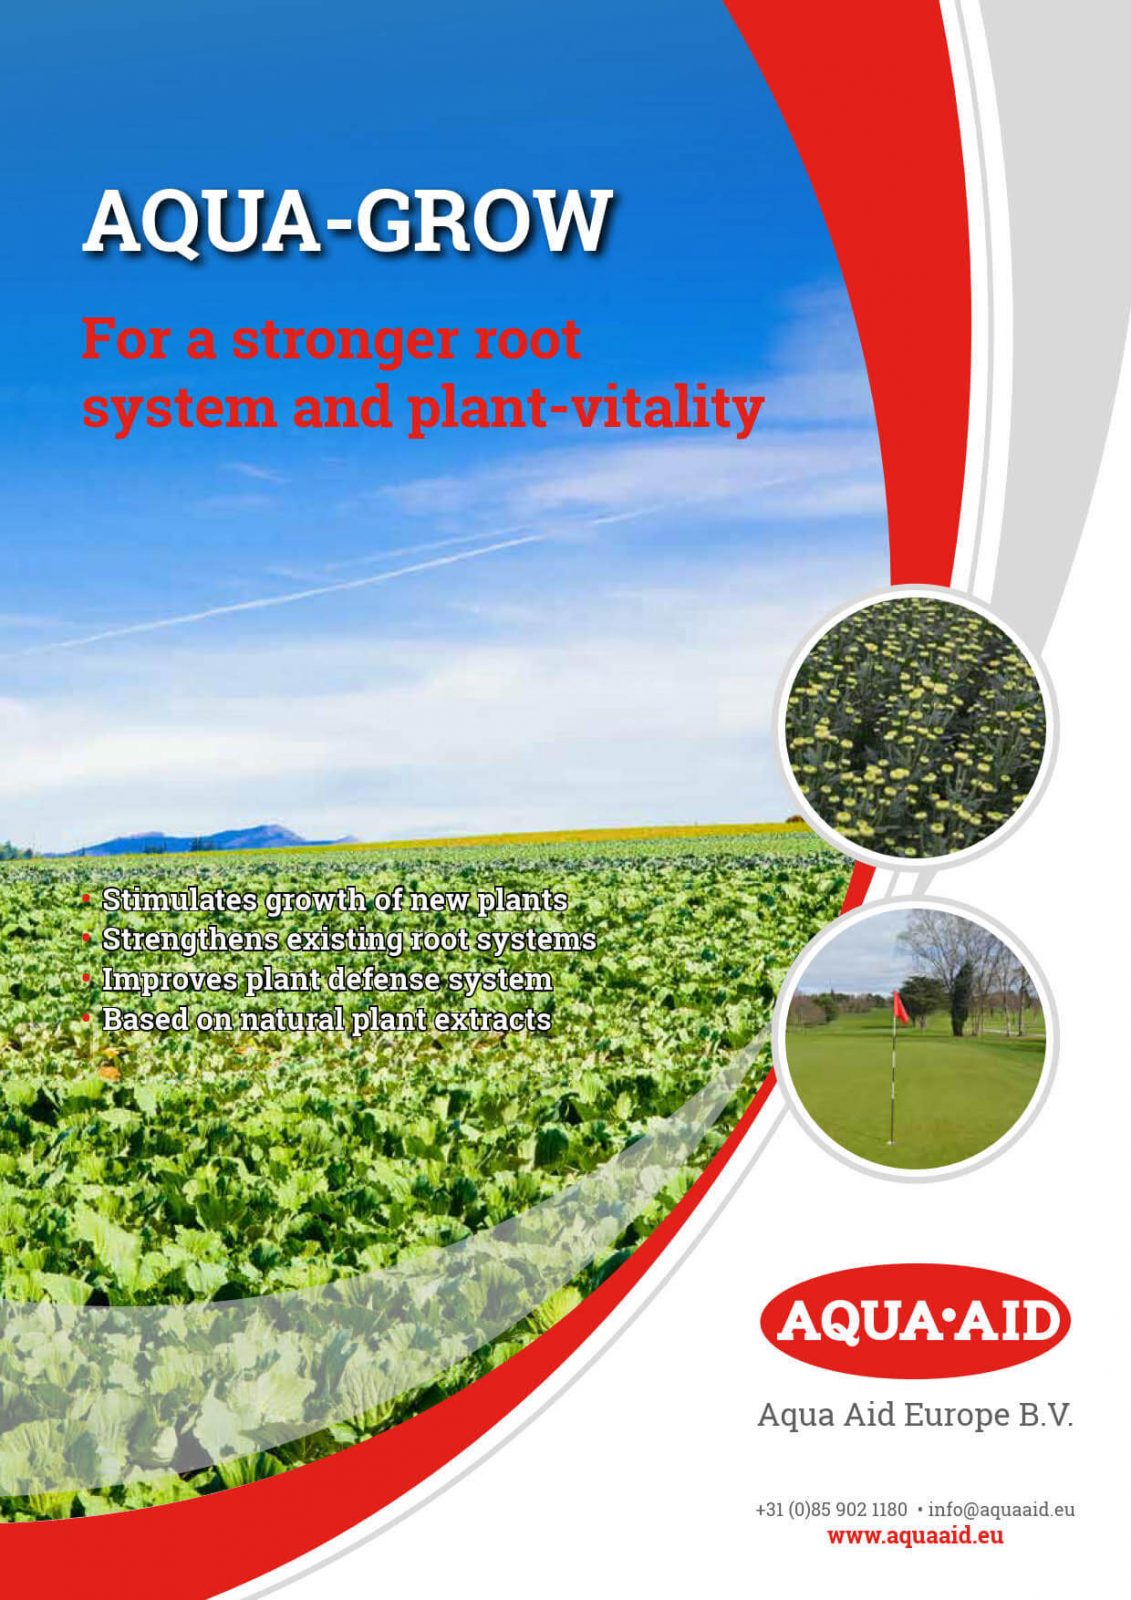 AQUA-GROW
For a stronger root
system and plant-vitality
• Stimulates growth of new plants
• Strengthens existing root systems
• Improves plant defense system
• Based on natural plant extracts
AQUA•AID
Aqua Aid Europe B.V.
+31 (0)85 902 1180 • info@aquaaid.eu
www.aquaaid.eu